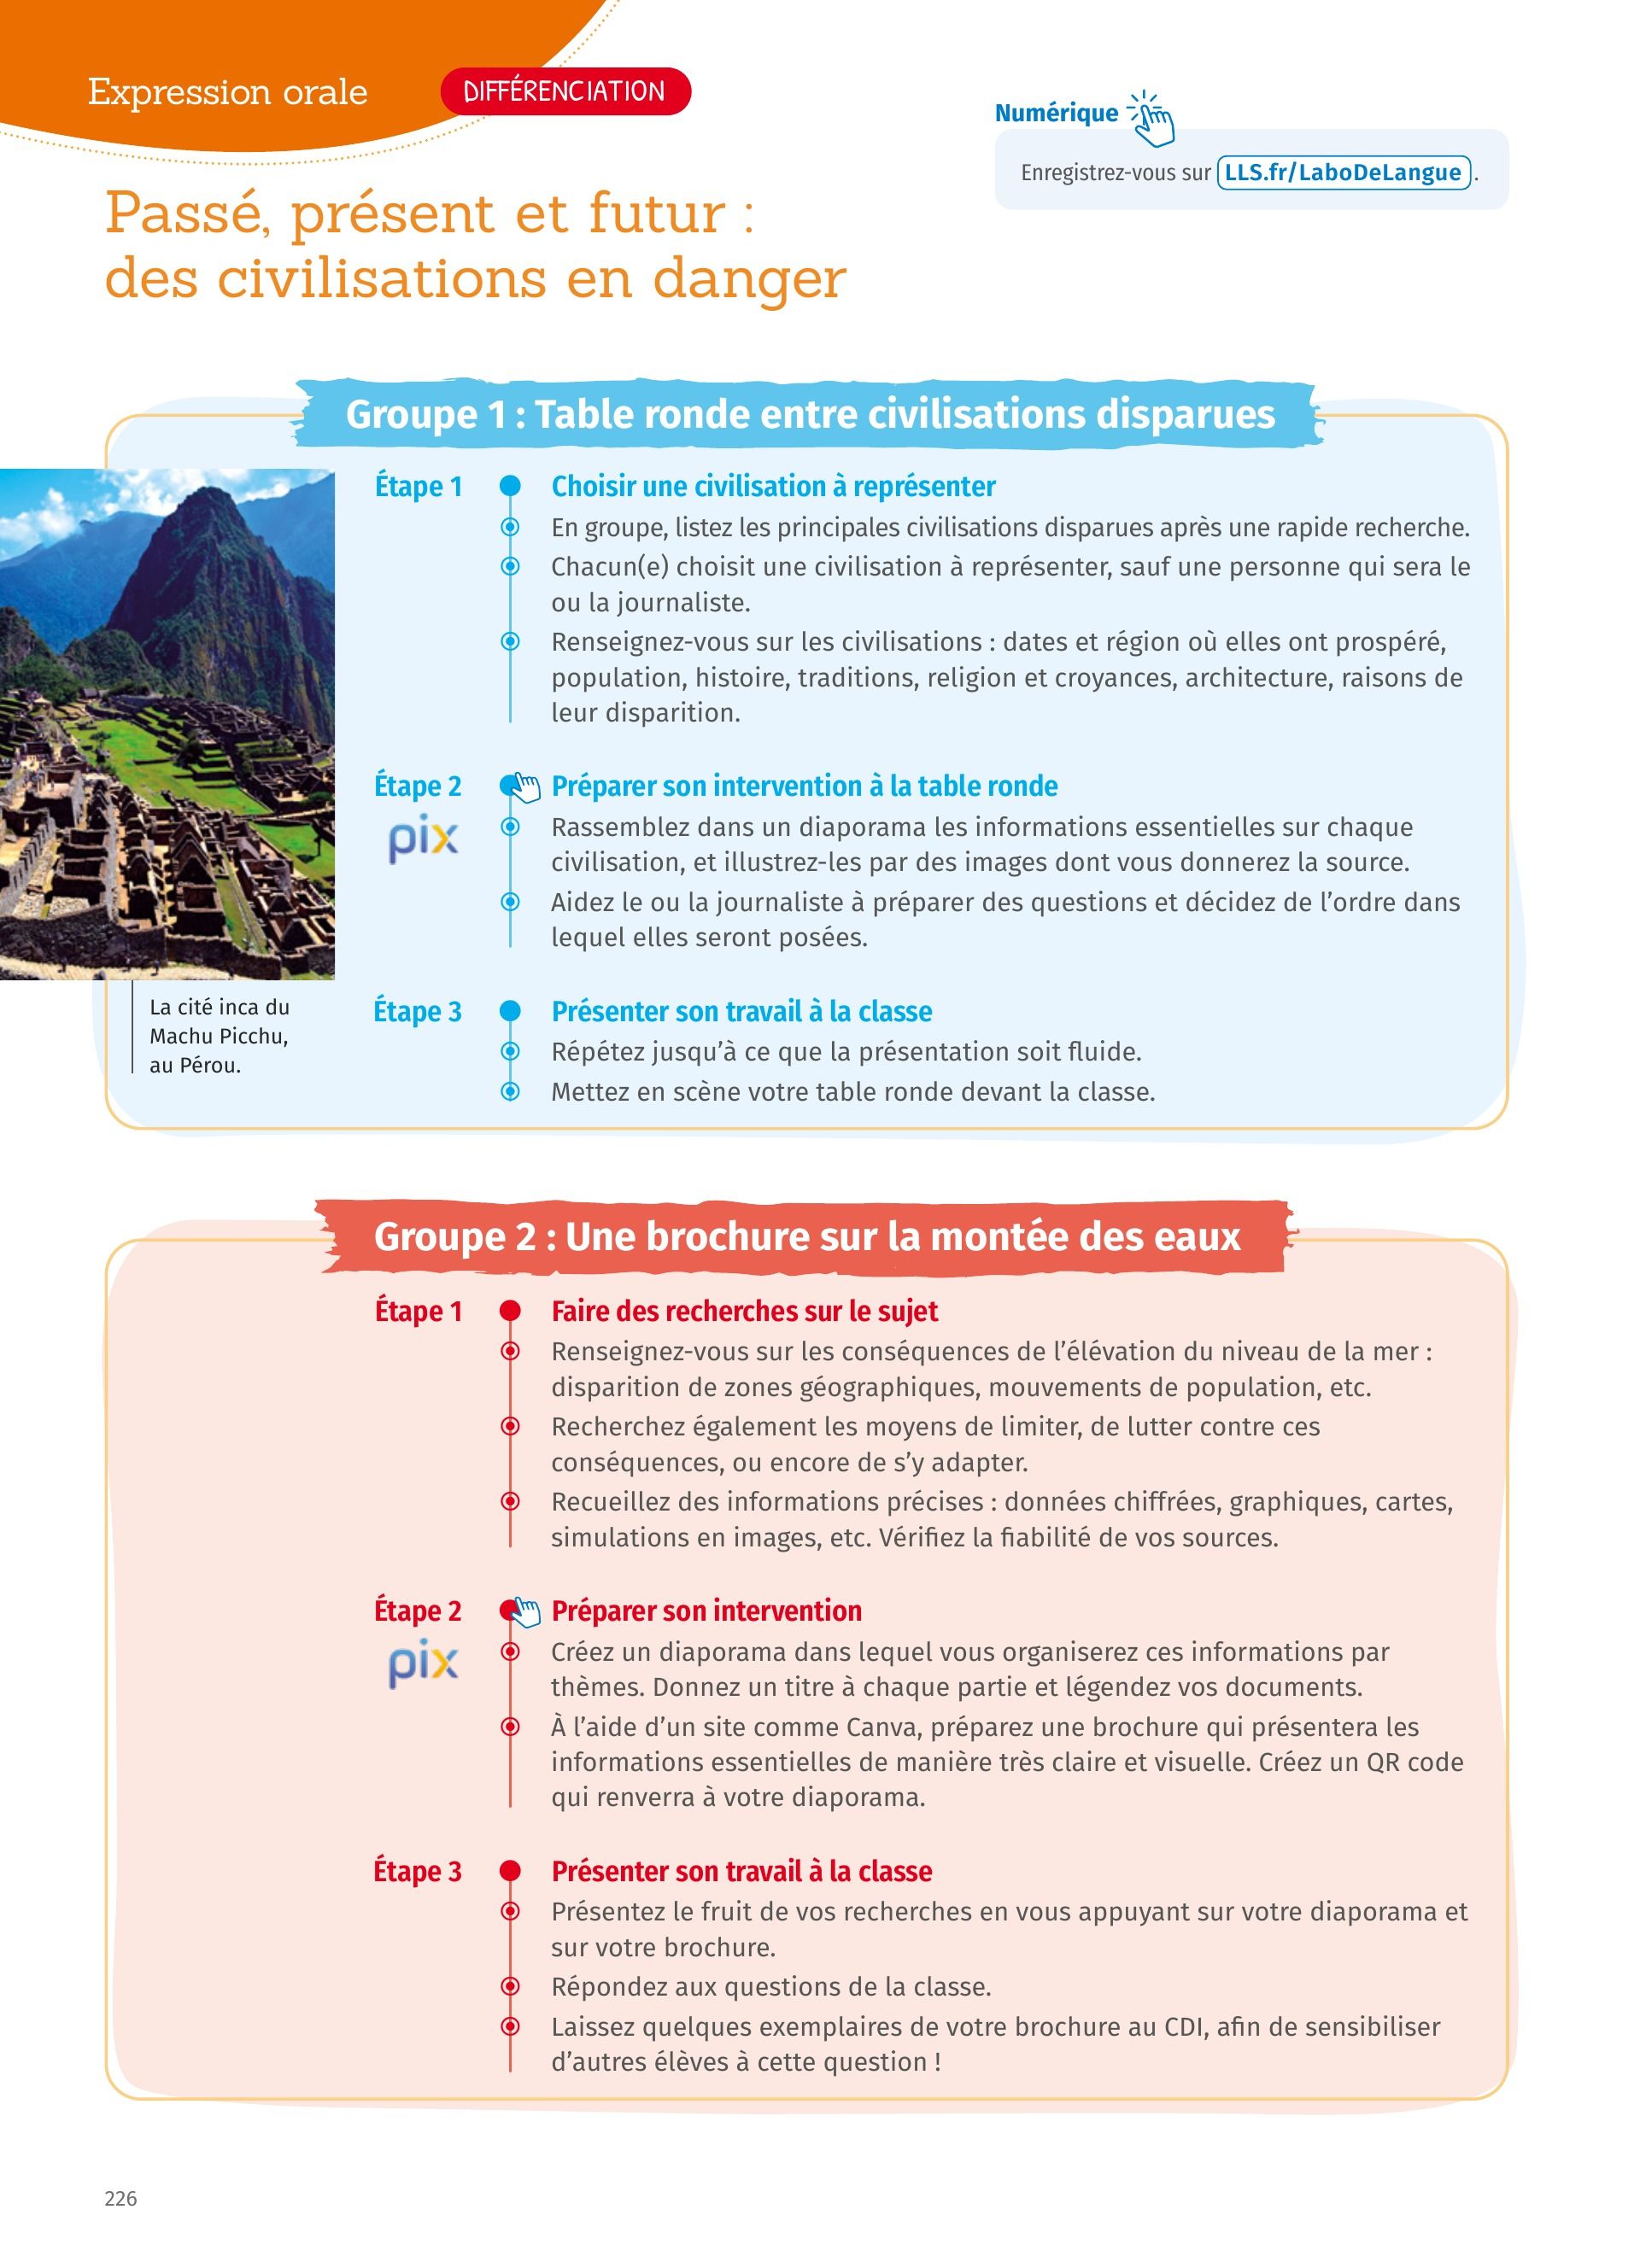 Expression orale
DIFFÉRENCIATION
Numérique
Enregistrez-vous sur LLS.fr/LaboDeLangue .
Passé, présent et futur :
des civilisations en danger
Groupe 1 : Table ronde entre civilisations disparues
Étape 1
Choisir une civilisation à représenter
En groupe, listez les principales civilisations disparues après une rapide recherche.
Chacun(e) choisit une civilisation à représenter, sauf une personne qui sera le
ou la journaliste.
Renseignez-vous sur les civilisations : dates et région où elles ont prospéré,
population, histoire, traditions, religion et croyances, architecture, raisons de
leur disparition.
Étape 2
pix
Préparer son intervention à la table ronde
Rassemblez dans un diaporama les informations essentielles sur chaque
civilisation, et illustrez-les par des images dont vous donnerez la source.
Aidez le ou la journaliste à préparer des questions et décidez de l’ordre dans
lequel elles seront posées.
La cité inca du
Machu Picchu,
au Pérou.
Étape 3
Présenter son travail à la classe
Répétez jusqu’à ce que la présentation soit fluide.
Mettez en scène votre table ronde devant la classe.
Groupe 2 : Une brochure sur la montée des eaux
Étape 1
Faire des recherches sur le sujet
Renseignez-vous sur les conséquences de l’élévation du niveau de la mer :
disparition de zones géographiques, mouvements de population, etc.
Recherchez également les moyens de limiter, de lutter contre ces
conséquences, ou encore de s’y adapter.
Recueillez des informations précises : données chiffrées, graphiques, cartes,
simulations en images, etc. Vérifiez la fiabilité de vos sources.
Étape 2
pix
Préparer son intervention
Créez un diaporama dans lequel vous organiserez ces informations par
thèmes. Donnez un titre à chaque partie et légendez vos documents.
À l’aide d’un site comme Canva, préparez une brochure qui présentera les
informations essentielles de manière très claire et visuelle. Créez un QR code
qui renverra à votre diaporama.
Étape 3
Présenter son travail à la classe
Présentez le fruit de vos recherches en vous appuyant sur votre diaporama et
sur votre brochure.
Répondez aux questions de la classe.
Laissez quelques exemplaires de votre brochure au CDI, afin de sensibiliser
d’autres élèves à cette question !
226